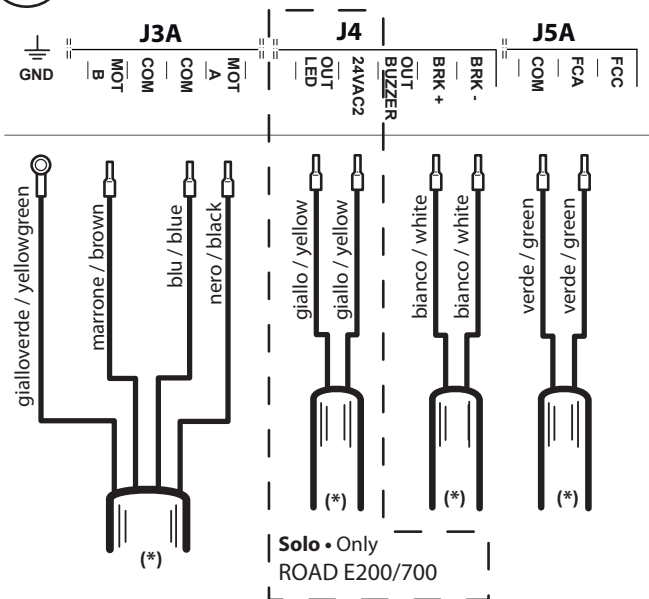 J3A
J4
J5A
GND
MOT
B
COM
COM
MOT
A
OUT
LED
24VAC2
OUT
BUZZER
BRK +
BRK -
COM
FCA
FCC
gialloverde / yellowgreen
marrone / brown
blu / blue
nero / black
giallo / yellow
giallo / yellow
bianco / white
bianco / white
verde / green
verde / green
(*)
(*)
(*)
(*)
Solo • Only
ROAD E200/700